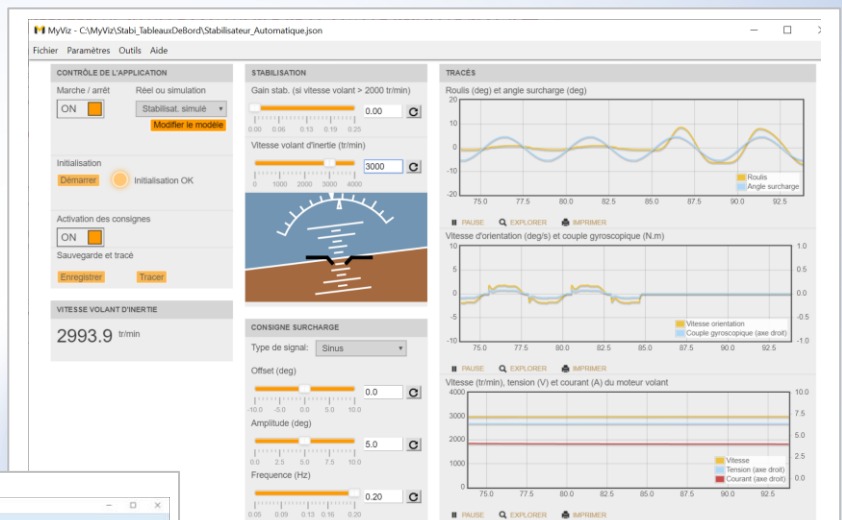 MyViz - C:\MyViz\Stabi_TableauxDeBord\Stabilisateur_Automatique.json
Fichier Paramètres Outils Aide
CONTRÔLE DE L'APPLICATION
Marche / arrêt Réel ou simulation
ON Stabilisat. simulé
Modifier le modèle
Initialisation
Démarrer Initialisation OK
Activation des consignes
ON
Sauvegarde et tracé
Enregistrer Tracer
VITESSE VOLANT D'INERTIE
2993.9 tr/min
STABILISATION
Gain stab. (si vitesse volant > 2000 tr/min)
0.00
0.00 0.06 0.13 0.19 0.25
Vitesse volant d'inertie (tr/min)
3000
0 1000 2000 3000 4000
CONSIGNE SURCHARGE
Type de signal: Sinus
Offset (deg)
0.0
-10.0 -5.0 0.0 5.0 10.0
Amplitude (deg)
5.0
0.0 2.5 5.0 7.5 10.0
Frequence (Hz)
0.20
0.05 0.09 0.13 0.16 0.20
TRACÉS
Roulis (deg) et angle surcharge (deg)
20
10
0
-10
-20
Roulis
Angle surcharge
75.0 77.5 80.0 82.5 85.0 87.5 90.0 92.5
PAUSE EXPLORER IMPRIMER
Vitesse d'orientation (deg/s) et couple gyroscopique (N.m)
10 1.0
5 0.5
0 0.0
-5 -0.5
-10 -1.0
Vitesse orientation
Couple gyroscopique (axe droit)
75.0 77.5 80.0 82.5 85.0 87.5 90.0 92.5
PAUSE EXPLORER IMPRIMER
Vitesse (tr/min), tension (V) et courant (A) du moteur volant
4000 10.0
3000 7.5
2000 5.0
1000 2.5
0 0.0
Vitesse
Tension (axe droit)
Courant (axe droit)
75.0 77.5 80.0 82.5 85.0 87.5 90.0 92.5
PAUSE EXPLORER IMPRIMER